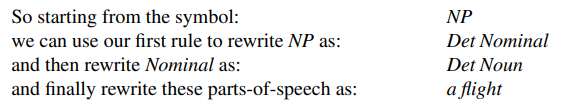 So starting from the symbol: NP
we can use our first rule to rewrite NP as: Det Nominal
and then rewrite Nominal as: Det Noun
and finally rewrite these parts-of-speech as: a flight